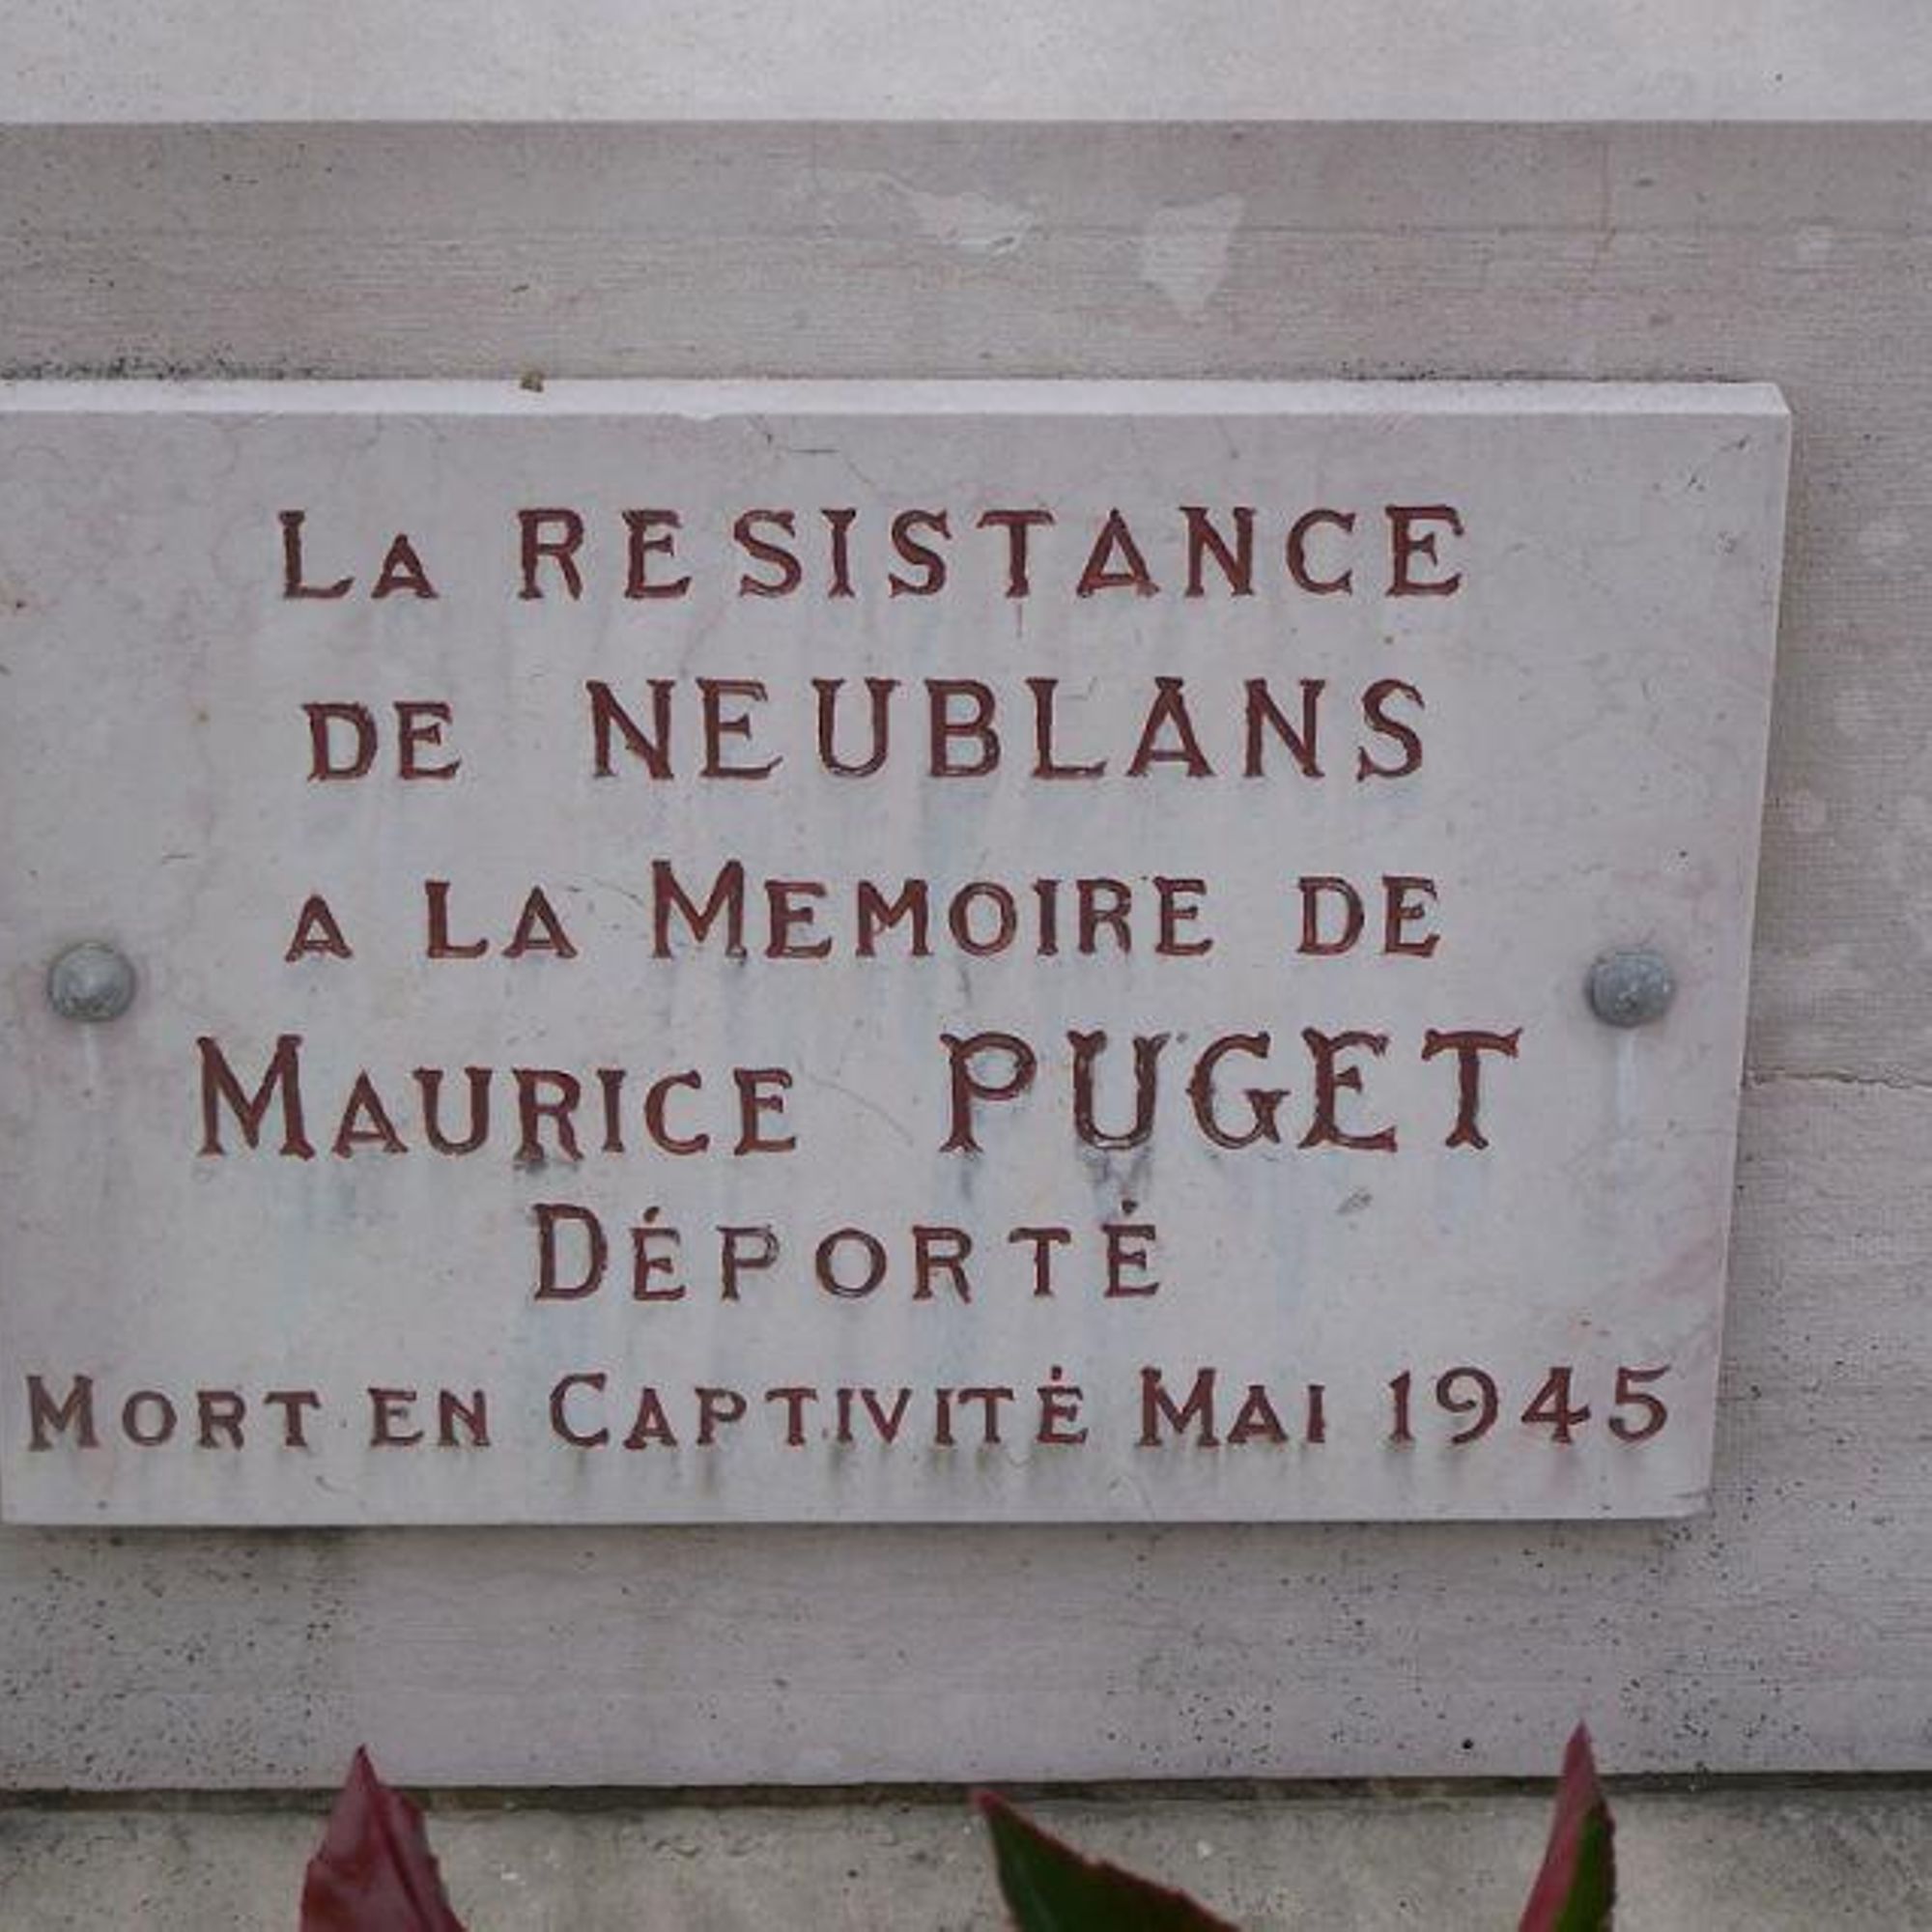 La RESISTANCE
DE NEUBLANS
A LA MEMOIRE DE
MAURICE PUGET
DÉPORTÉ
MORT EN CAPTIVITÉ MAI 1945